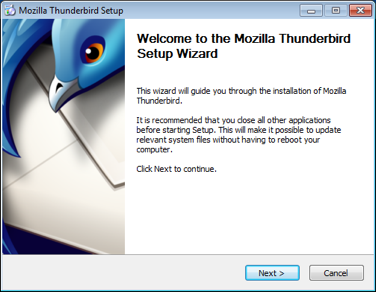 Mozilla Thunderbird Setup
Welcome to the Mozilla Thunderbird
Setup Wizard
This wizard will guide you through the installation of Mozilla
Thunderbird.
It is recommended that you close all other applications
before starting Setup. This will make it possible to update
relevant system files without having to reboot your
computer.
Click Next to continue.
Next >
Cancel